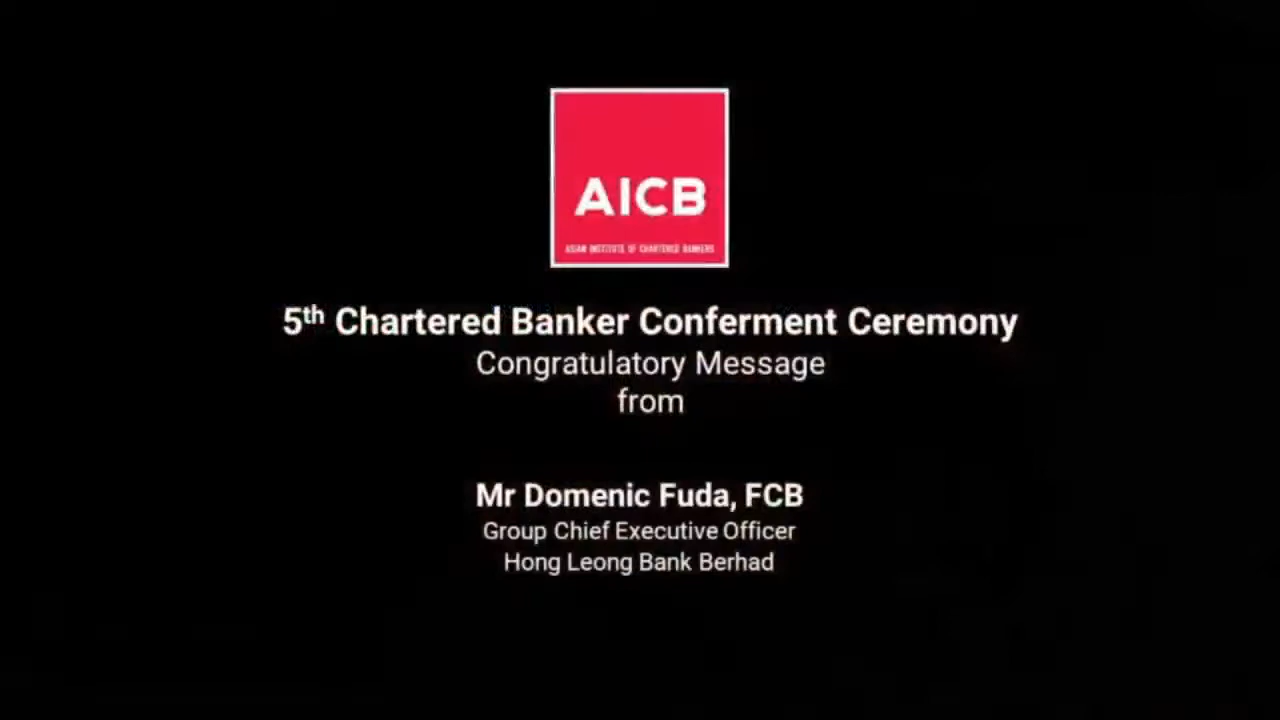 AICB
ASIAN INSTITUTE OF CHARTERED BANKERS
5th Chartered Banker Conferment Ceremony
Congratulatory Message
from
Mr Domenic Fuda, FCB
Group Chief Executive Officer
Hong Leong Bank Berhad